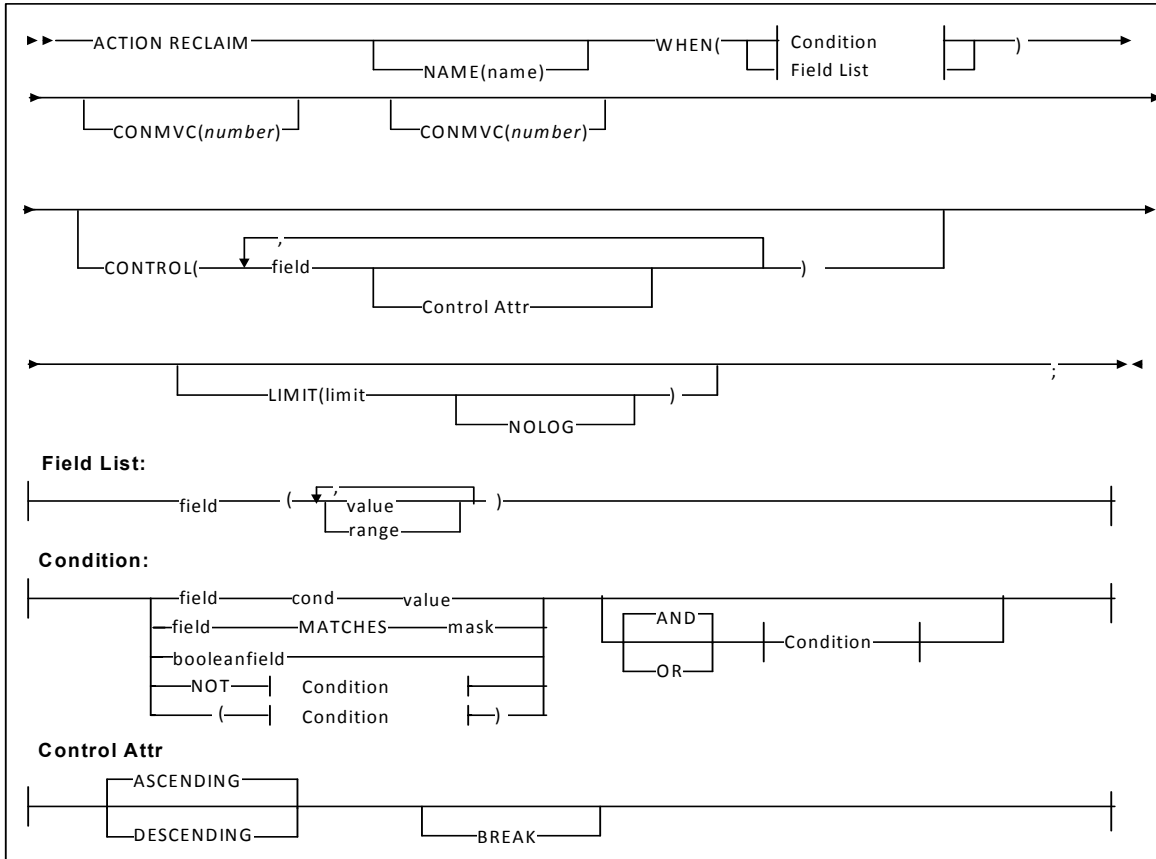 ACTION RECLAIM WHEN( Condition )
NAME(name) Field List
CONMVC(number) CONMVC(number)
,
CONTROL( field )
Control Attr
LIMIT(limit ) ;
NOLOG
Field List:
,
field ( value )
range
Condition:
field cond value AND
field MATCHES mask Condition
booleanfield OR
NOT Condition
( Condition )
Control Attr
ASCENDING
DESCENDING BREAK